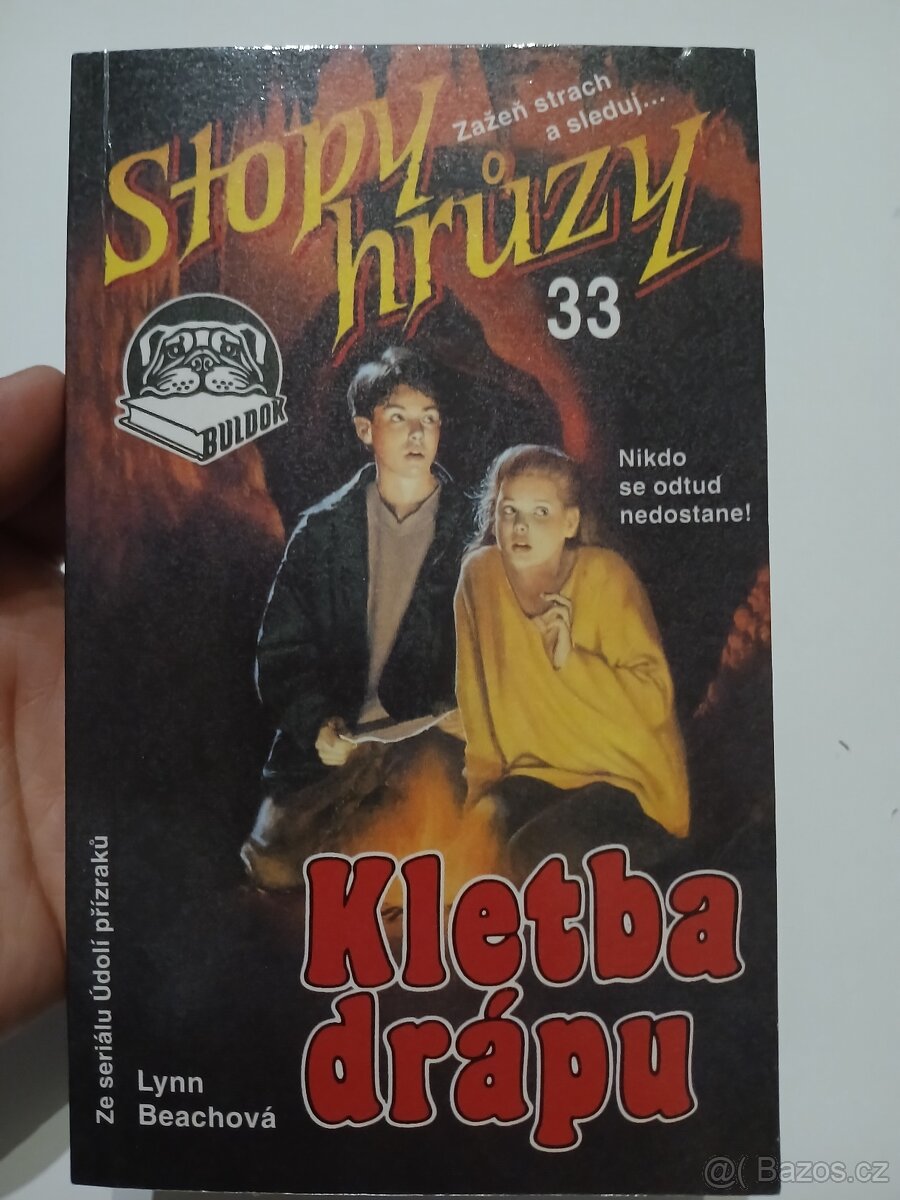 Zažeň strach
a sleduj...
Stopy
hrůzy
33
BULDOK
Nikdo
se odtud
nedostane!
Kletba
drápu
Ze seriálu Údolí přízraků
Lynn
Beachová
@( Bazos.cz